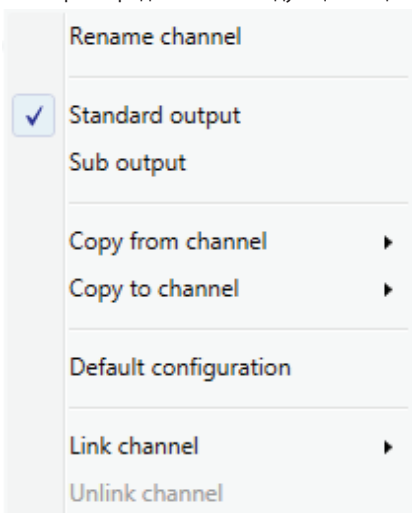 Rename channel
Standard output
Sub output
Copy from channel
Copy to channel
Default configuration
Link channel
Unlink channel